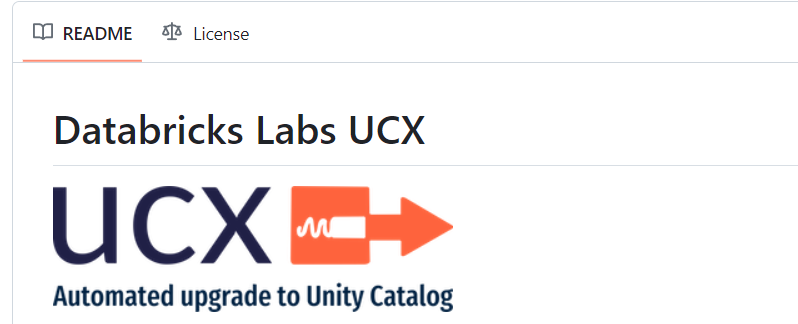 README License
Databricks Labs UCX
UCX
Automated upgrade to Unity Catalog